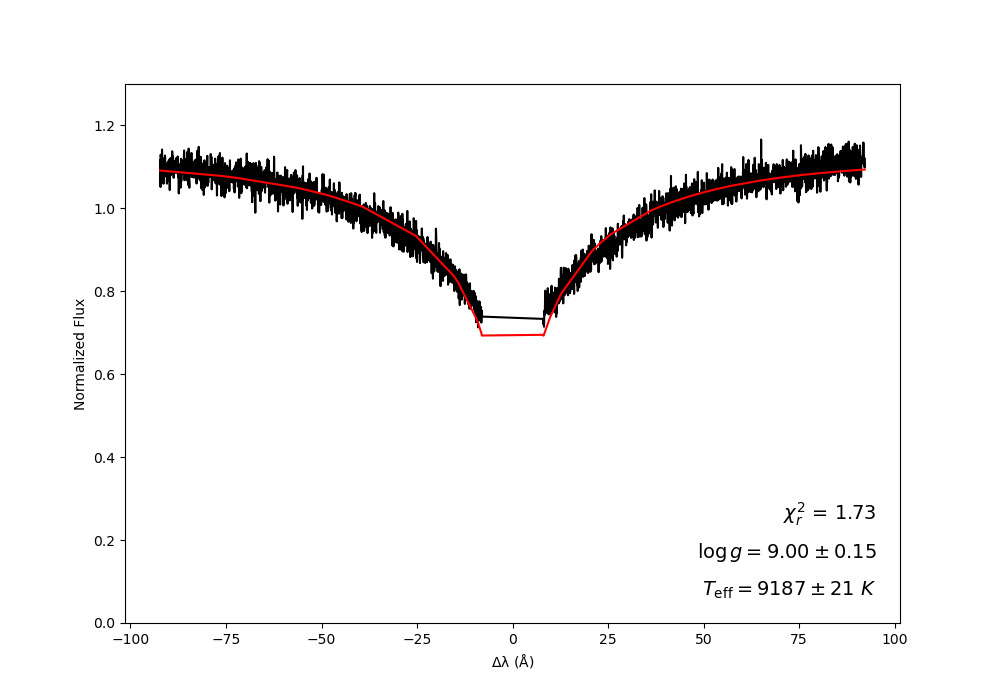 1.2
1.0
0.8
0.6
0.4
0.2
0.0
Normalized Flux
χ²ᵣ = 1.73
log g = 9.00 ± 0.15
T_eff = 9187 ± 21 K
−100 −75 −50 −25 0 25 50 75 100
Δλ (Å)